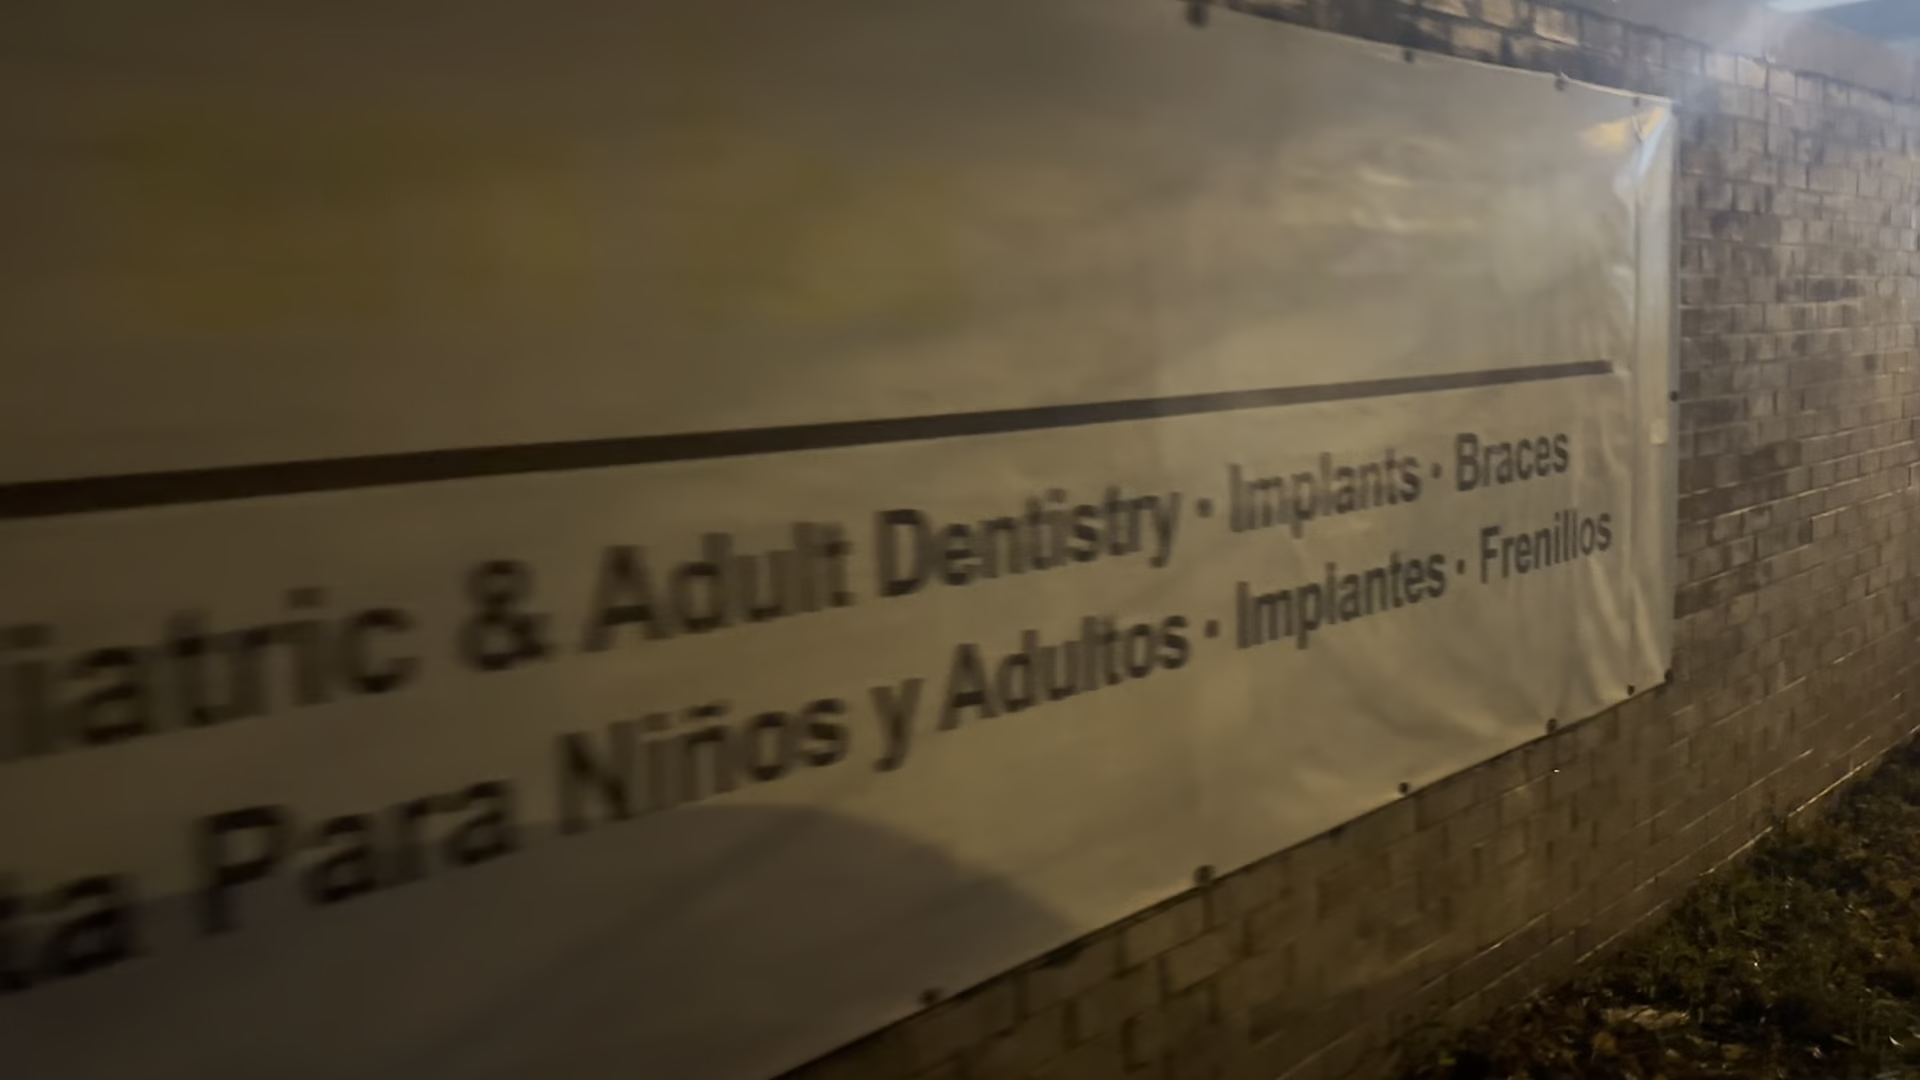 iatric & Adult Dentistry · Implants · Braces
ta Para Niños y Adultos · Implantes · Frenillos